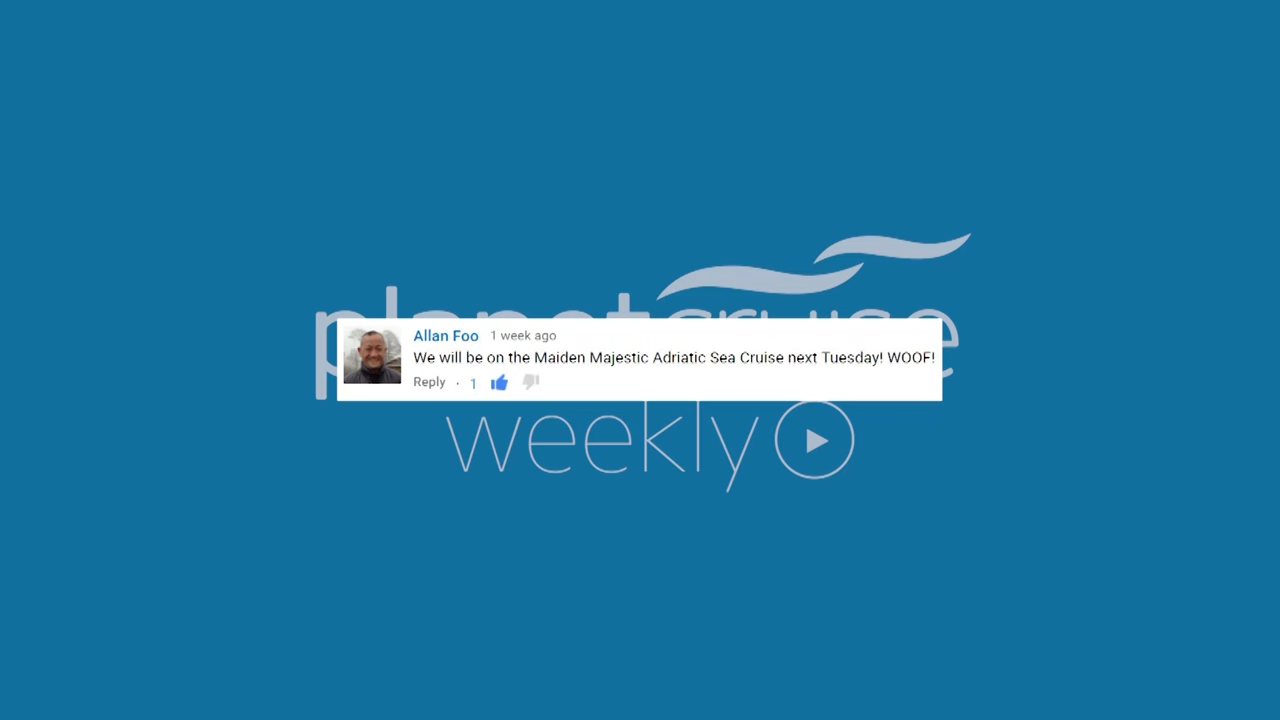 planetcruise
Allan Foo 1 week ago
We will be on the Maiden Majestic Adriatic Sea Cruise next Tuesday! WOOF!
Reply · 1
weekly